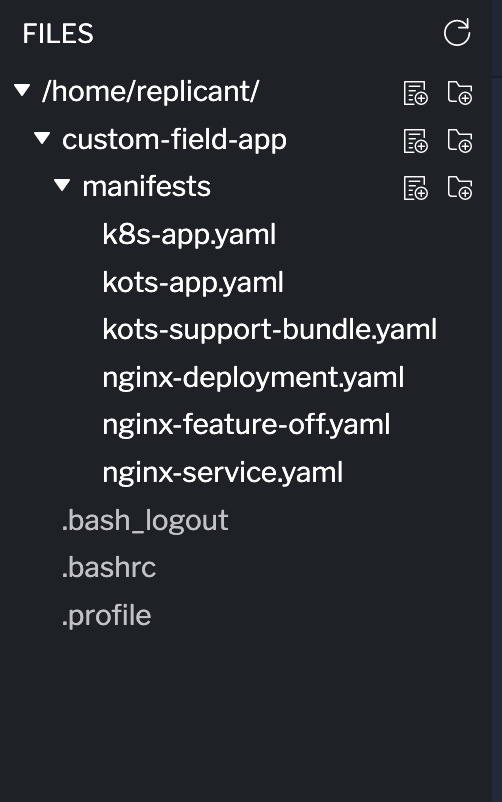 FILES
/home/replicant/
custom-field-app
manifests
k8s-app.yaml
kots-app.yaml
kots-support-bundle.yaml
nginx-deployment.yaml
nginx-feature-off.yaml
nginx-service.yaml
.bash_logout
.bashrc
.profile